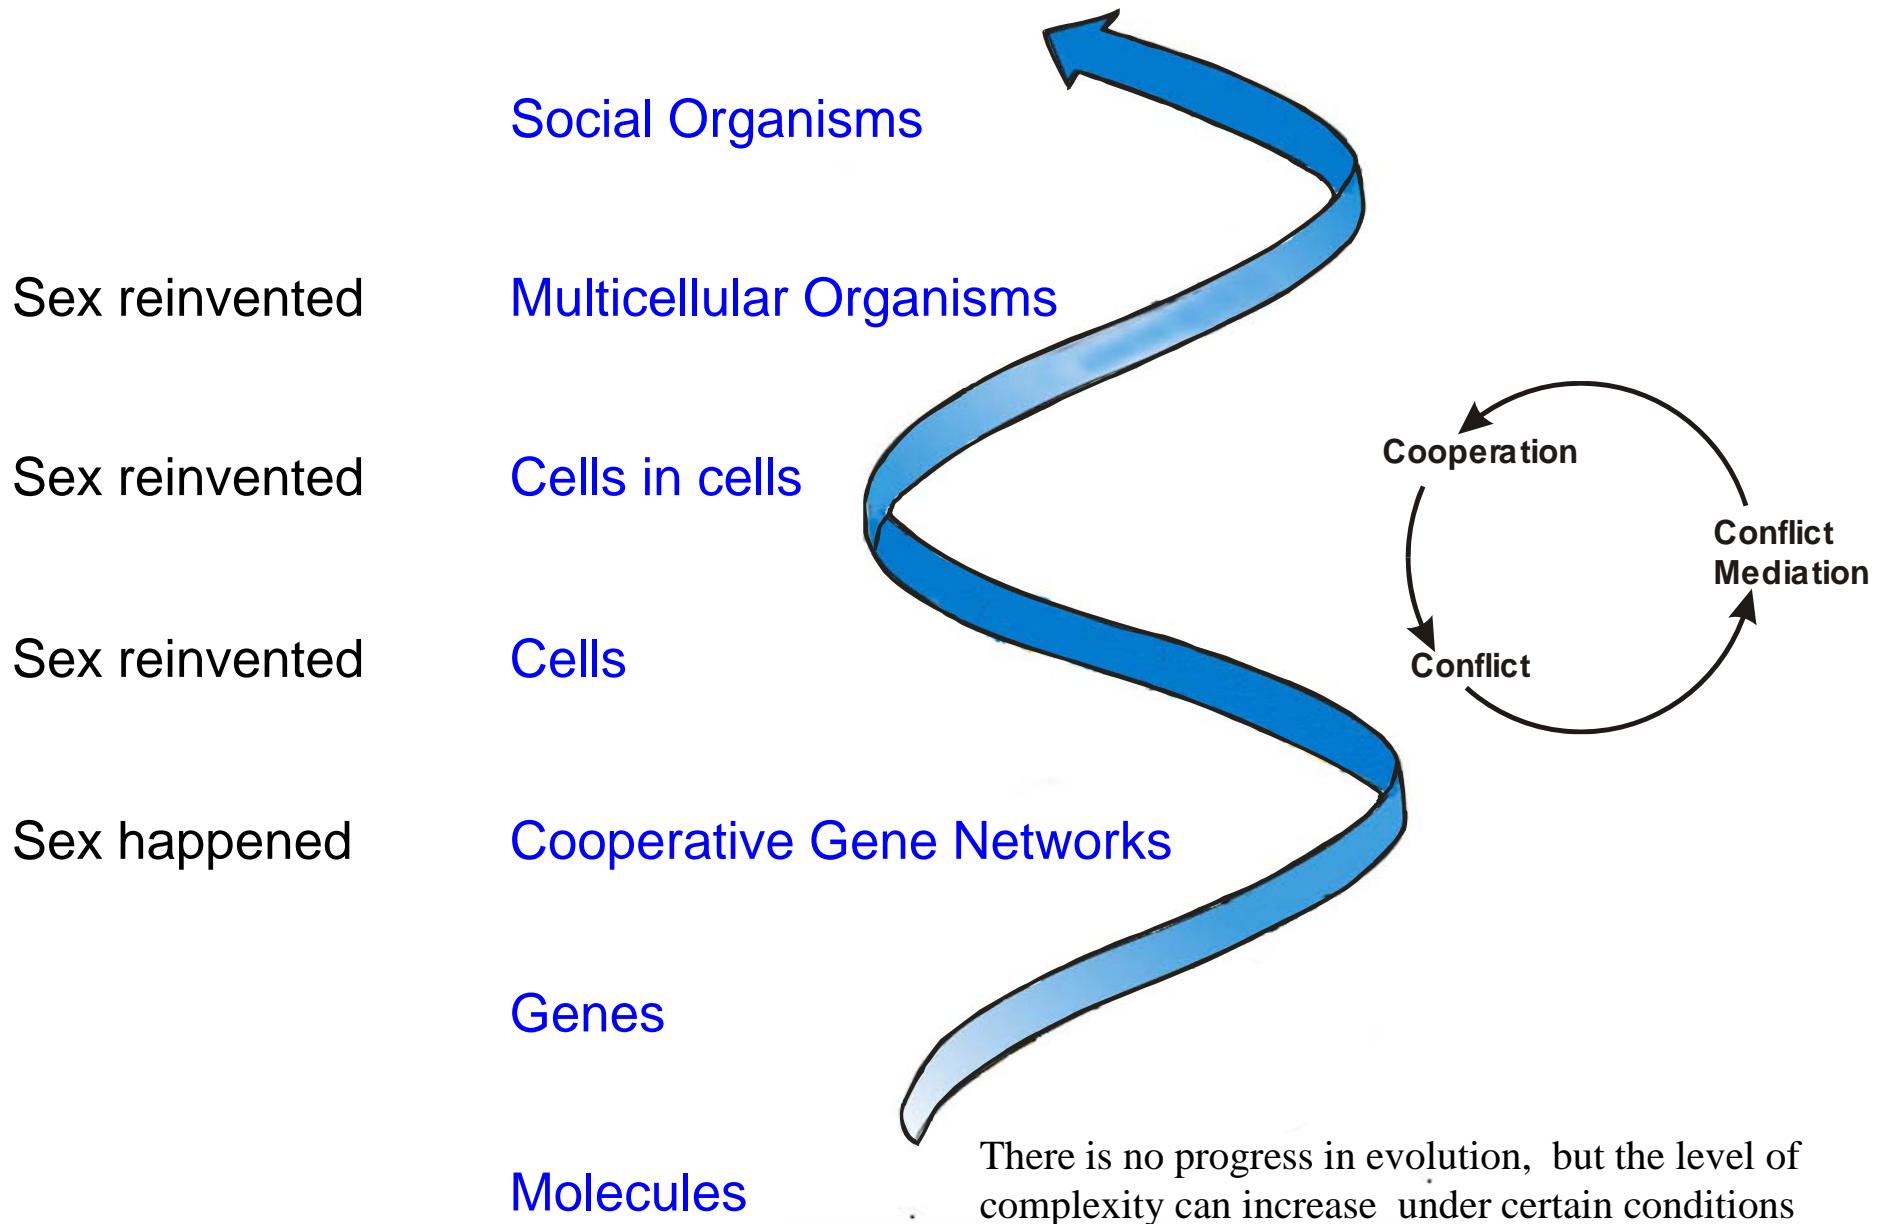 Social Organisms
Sex reinvented Multicellular Organisms
Sex reinvented Cells in cells
Sex reinvented Cells
Sex happened Cooperative Gene Networks
Genes
Molecules
Cooperation
Conflict
Mediation
Conflict
There is no progress in evolution, but the level of
complexity can increase under certain conditions